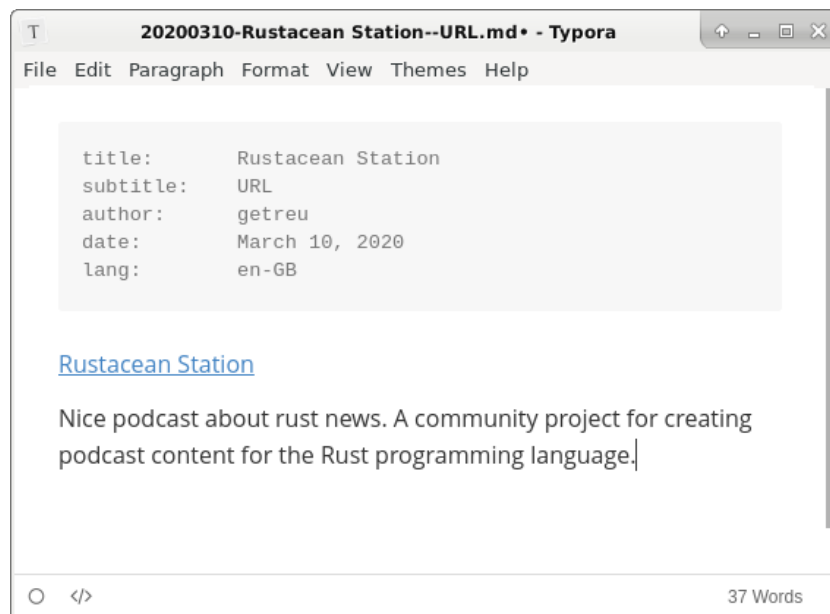 T 20200310-Rustacean Station--URL.md• - Typora
File Edit Paragraph Format View Themes Help
title: Rustacean Station
subtitle: URL
author: getreu
date: March 10, 2020
lang: en-GB
Rustacean Station
Nice podcast about rust news. A community project for creating
podcast content for the Rust programming language.
</> 37 Words